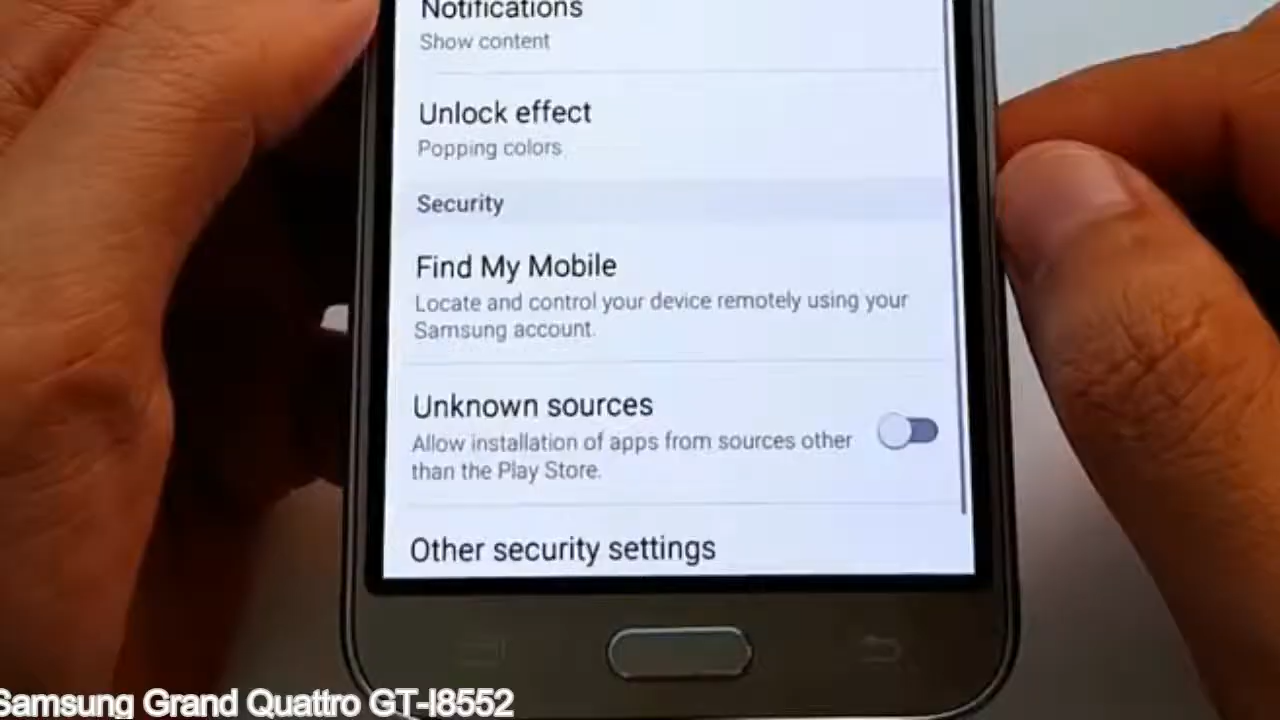 Notifications
Show content
Unlock effect
Popping colors
Security
Find My Mobile
Locate and control your device remotely using your
Samsung account.
Unknown sources
Allow installation of apps from sources other
than the Play Store.
Other security settings
Samsung Grand Quattro GT-I8552